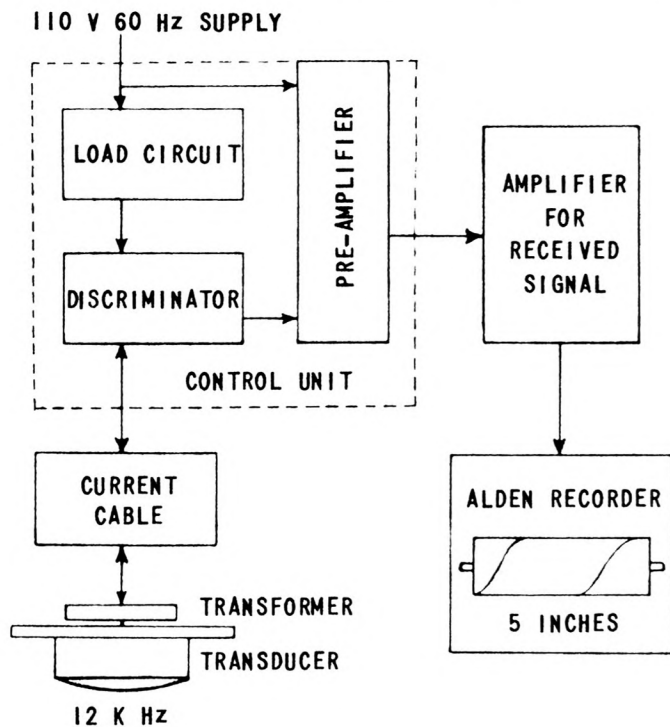 110 V 60 Hz SUPPLY
LOAD CIRCUIT
PRE-AMPLIFIER
AMPLIFIER
FOR
RECEIVED
SIGNAL
DISCRIMINATOR
CONTROL UNIT
CURRENT
CABLE
ALDEN RECORDER
5 INCHES
TRANSFORMER
TRANSDUCER
12 K Hz